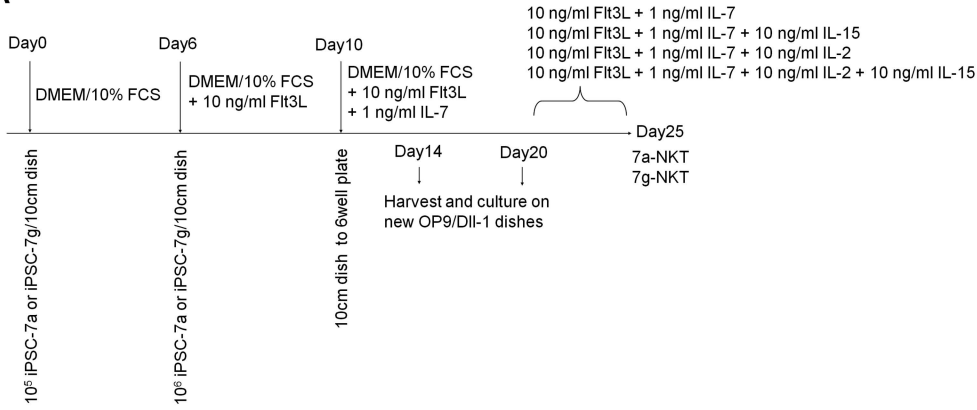 10 ng/ml Flt3L + 1 ng/ml IL-7
10 ng/ml Flt3L + 1 ng/ml IL-7 + 10 ng/ml IL-15
10 ng/ml Flt3L + 1 ng/ml IL-7 + 10 ng/ml IL-2
10 ng/ml Flt3L + 1 ng/ml IL-7 + 10 ng/ml IL-2 + 10 ng/ml IL-15
Day0
Day6
Day10
DMEM/10% FCS
DMEM/10% FCS
+ 10 ng/ml Flt3L
DMEM/10% FCS
+ 10 ng/ml Flt3L
+ 1 ng/ml IL-7
Day25
7a-NKT
7g-NKT
Day14
Day20
Harvest and culture on
new OP9/Dll-1 dishes
10⁵ iPSC-7a or iPSC-7g/10cm dish
10⁶ iPSC-7a or iPSC-7g/10cm dish
10cm dish to 6well plate